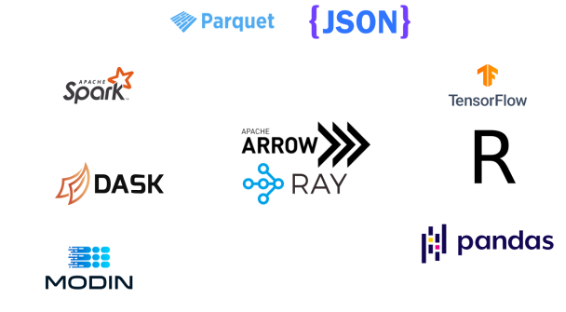 Parquet
{JSON}
APACHE
Spark
TensorFlow
APACHE
ARROW
R
DASK
RAY
pandas
MODIN